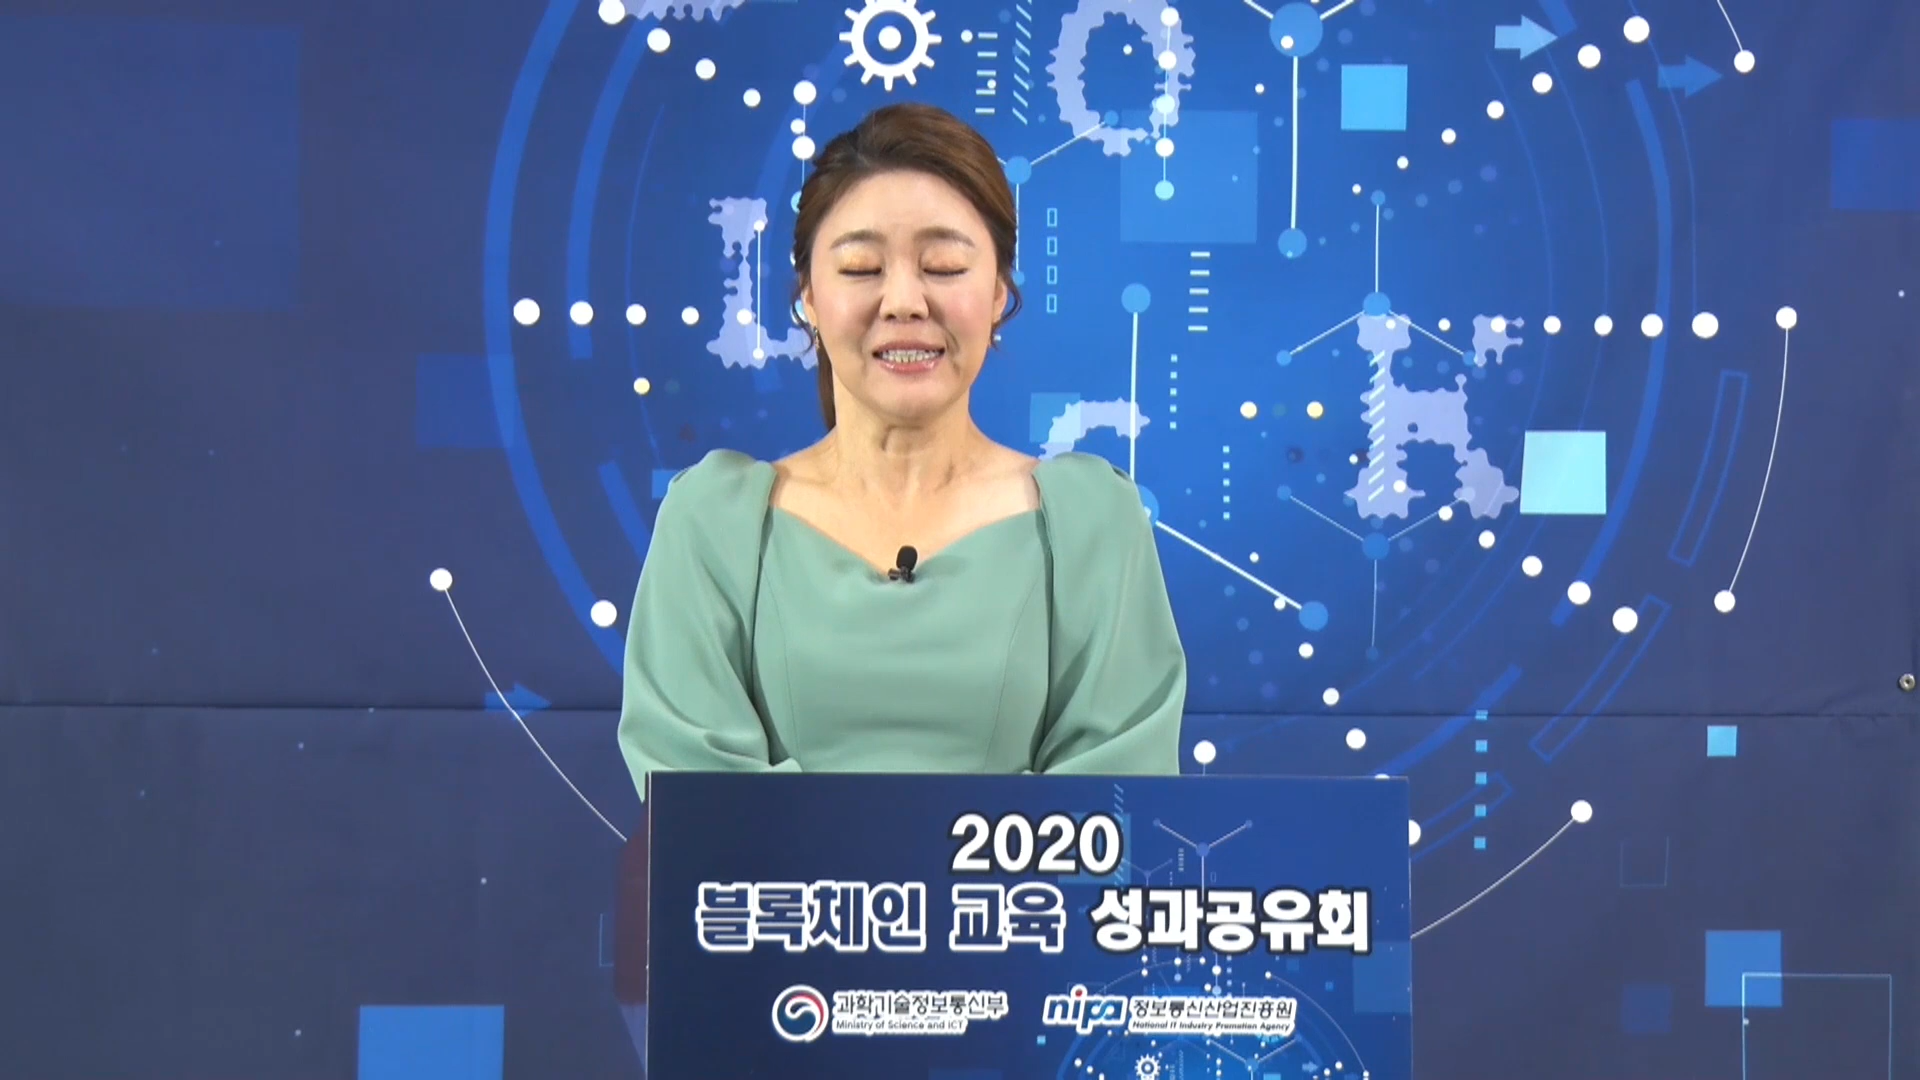 L O
C K
2020
블록체인 교육 성과공유회
과학기술정보통신부
Ministry of Science and ICT
nipa 정보통신산업진흥원
National IT Industry Promotion Agency